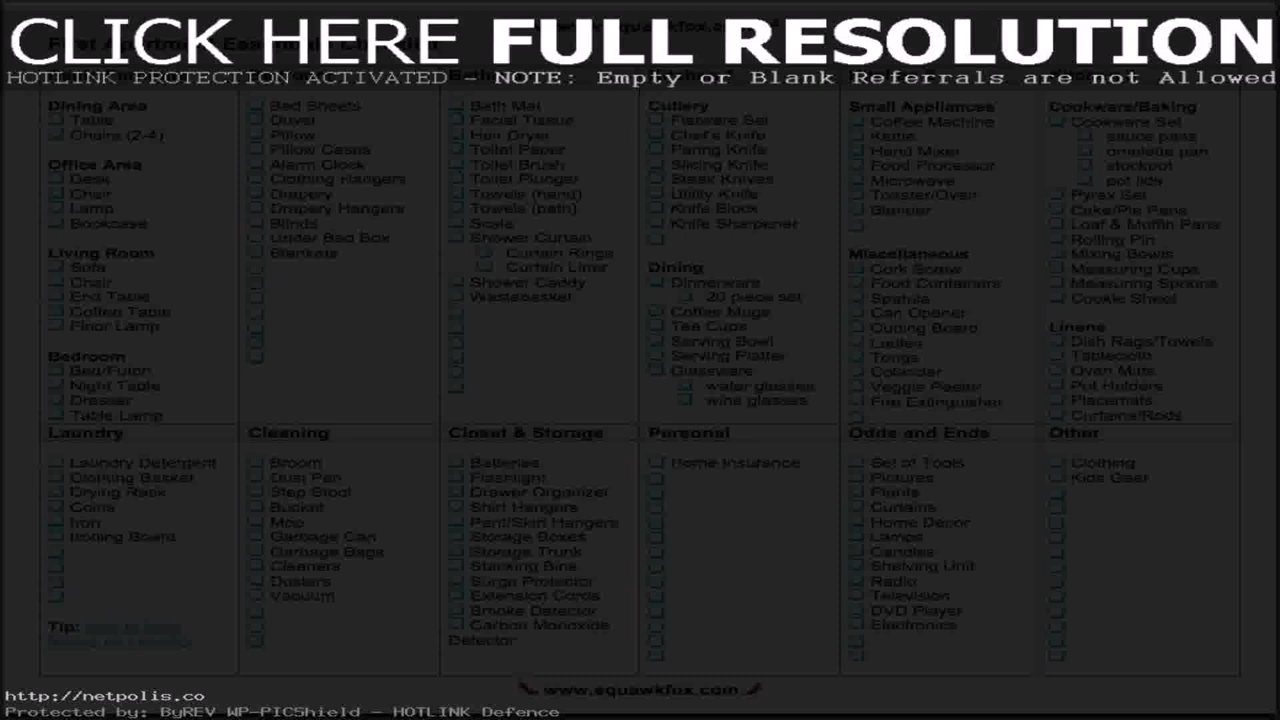 CLICK HERE FULL RESOLUTION
HOTLINK PROTECTION ACTIVATED - NOTE: Empty or Blank Referrals are not Allowed
Dining Area
Table
Chairs (2-4)
Office Area
Desk
Chair
Lamp
Bookcase
Living Room
Sofa
Chair
End Table
Coffee Table
Floor Lamp
Bedroom
Bed/Futon
Night Table
Dresser
Table Lamp
Bed Sheets
Duvet
Pillow
Pillow Cases
Alarm Clock
Clothing Hangers
Drapery
Drapery Hangers
Blinds
Under Bed Box
Blankets
Bath Mat
Facial Tissue
Hair Dryer
Toilet Paper
Toilet Brush
Toilet Plunger
Towels (hand)
Towels (bath)
Scale
Shower Curtain
Curtain Rings
Curtain Liner
Shower Caddy
Wastebasket
Cutlery
Flatware Set
Chef's Knife
Paring Knife
Slicing Knife
Steak Knives
Utility Knife
Knife Block
Knife Sharpener
Dining
Dinnerware
20 piece set
Coffee Mugs
Tea Cups
Serving Bowl
Serving Platter
Glassware
water glasses
wine glasses
Small Appliances
Coffee Machine
Kettle
Hand Mixer
Food Processor
Microwave
Toaster/Oven
Blender
Miscellaneous
Cork Screw
Food Containers
Spatula
Can Opener
Cutting Board
Ladles
Tongs
Colander
Veggie Peeler
Fire Extinguisher
Cookware/Baking
Cookware Set
sauce pans
omelette pan
stockpot
pot lids
Pyrex Set
Cake/Pie Pans
Loaf & Muffin Pans
Rolling Pin
Mixing Bowls
Measuring Cups
Measuring Spoons
Cookie Sheet
Linens
Dish Rags/Towels
Tablecloth
Oven Mitts
Pot Holders
Placemats
Curtains/Rods
Laundry
Laundry Detergent
Clothing Basket
Drying Rack
Coins
Iron
Ironing Board
Tip:
Cleaning
Broom
Dust Pan
Step Stool
Bucket
Mop
Garbage Can
Garbage Bags
Cleaners
Dusters
Vacuum
Closet & Storage
Batteries
Flashlight
Drawer Organizer
Shirt Hangers
Pant/Skirt Hangers
Storage Boxes
Storage Trunk
Stacking Bins
Surge Protector
Extension Cords
Smoke Detector
Carbon Monoxide
Detector
Personal
Home Insurance
Odds and Ends
Set of Tools
Pictures
Plants
Curtains
Home Decor
Lamps
Candles
Shelving Unit
Radio
Television
DVD Player
Electronics
Other
Clothing
Kids Gear
www.squawkfox.com
http://netpolis.co
Protected by: ByREV WP-PICShield - HOTLINK Defence